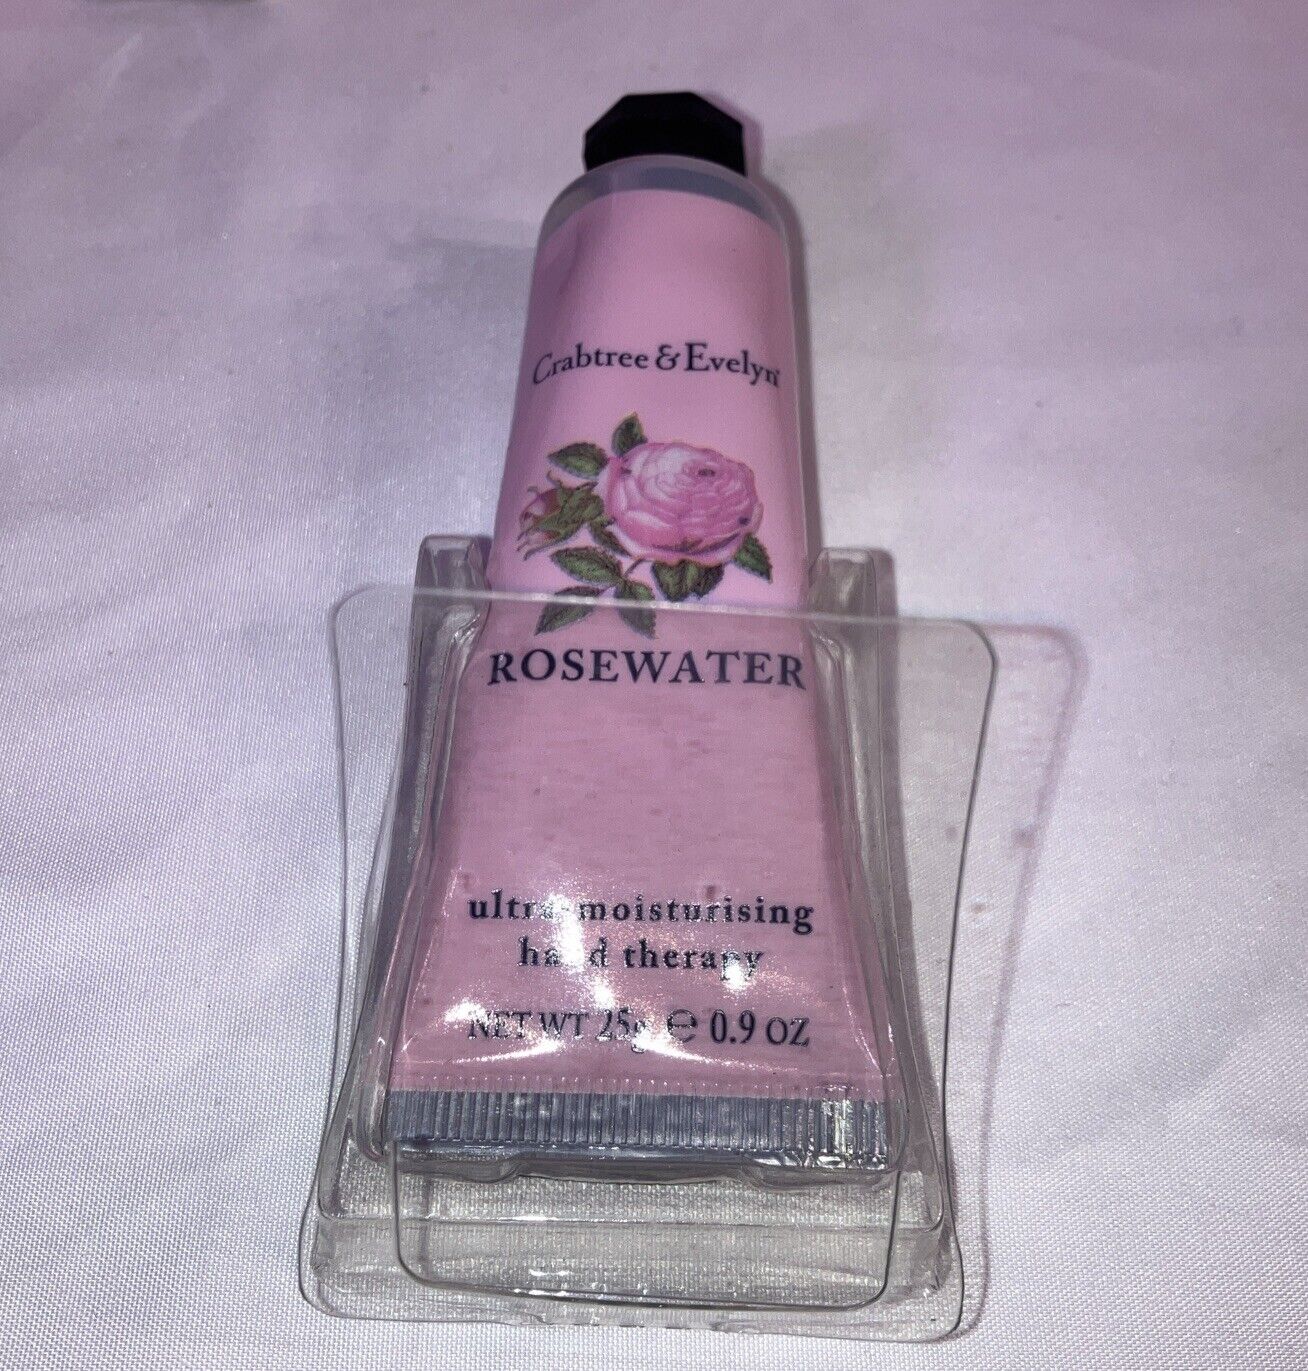 Crabtree & Evelyn®
ROSEWATER
ultra-moisturising
hand therapy
NET WT 25g ℮ 0.9 OZ